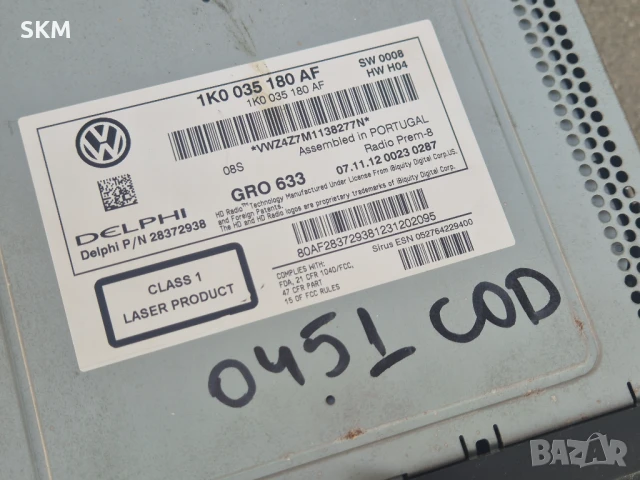 SKM
1K0 035 180 AF
1K0 035 180 AF
SW 0008
HW H04
*VWZ4Z7M1138277N*
08S
Assembled in PORTUGAL
Radio Prem-8
GRO 633
07.11.12 0023 0287
HD Radio™ Technology Manufactured Under License From iBiquity Digital Corp. U.S.
and Foreign Patents.
The HD Radio logos are proprietary trademarks of iBiquity Digital Corp.
DELPHI
Delphi P/N 28372938
80AF283729381231202095
Sirus ESN 052764229400
CLASS 1
LASER PRODUCT
COMPLIES WITH:
FDA, 21 CFR 1040/FCC,
47 CFR PART
15 OF FCC RULES
0451 COD
BAZAR